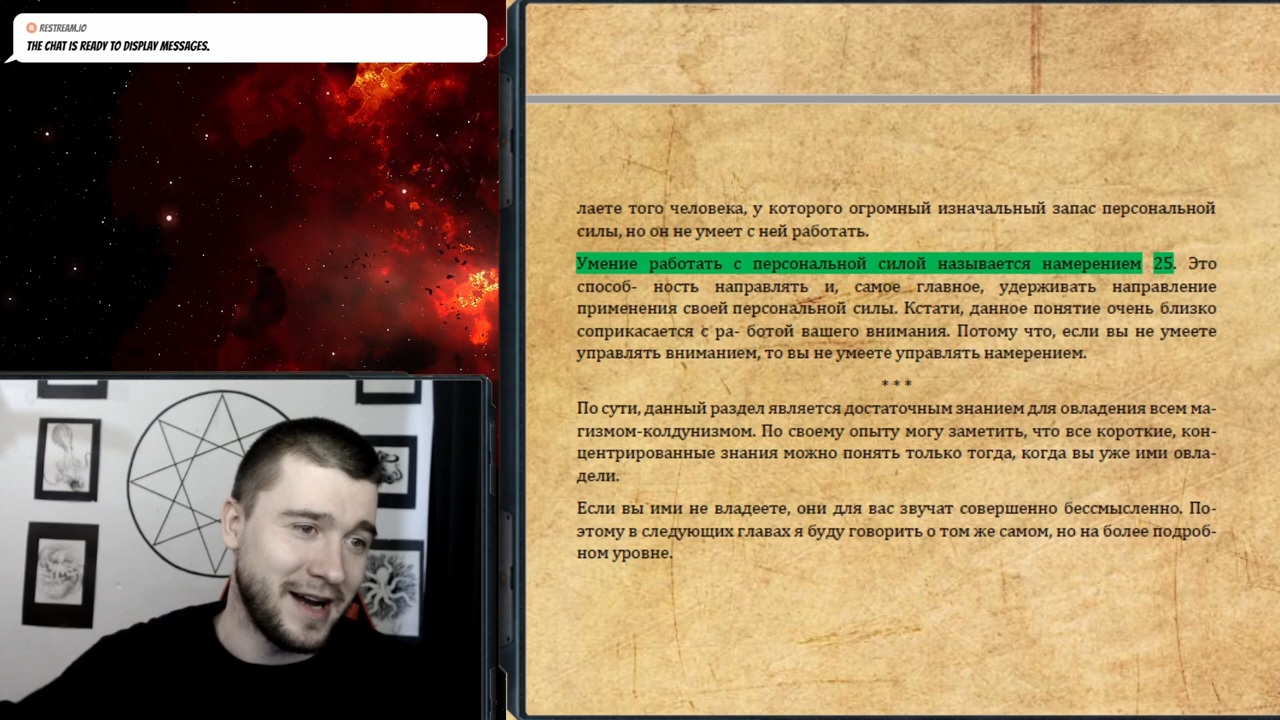 RESTREAM.IO
THE CHAT IS READY TO DISPLAY MESSAGES.
лаете того человека, у которого огромный изначальный запас персональной
силы, но он не умеет с ней работать.
Умение работать с персональной силой называется намерением 25. Это
способ- ность направлять и, самое главное, удерживать направление
применения своей персональной силы. Кстати, данное понятие очень близко
соприкасается с ра- ботой вашего внимания. Потому что, если вы не умеете
управлять вниманием, то вы не умеете управлять намерением.
* * *
По сути, данный раздел является достаточным знанием для овладения всем ма-
гизмом-колдунизмом. По своему опыту могу заметить, что все короткие, кон-
центрированные знания можно понять только тогда, когда вы уже ими овла-
дели.
Если вы ими не владеете, они для вас звучат совершенно бессмысленно. По-
этому в следующих главах я буду говорить о том же самом, но на более подроб-
ном уровне.